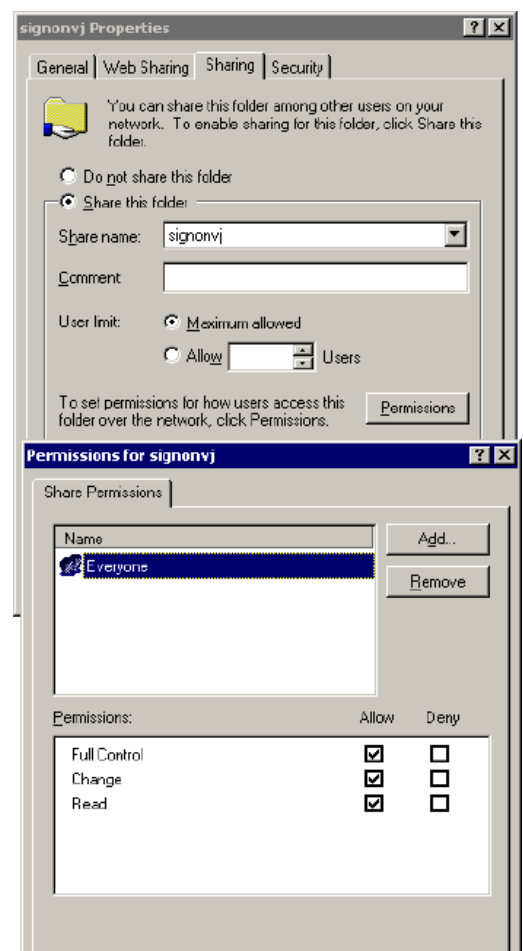 signonvj Properties
General
Web Sharing
Sharing
Security
You can share this folder among other users on your
network. To enable sharing for this folder, click Share this
folder.
Do not share this folder
Share this folder
Share name:
signonvj
Comment
User limit:
Maximum allowed
Allow
Users
To set permissions for how users access this
folder over the network, click Permissions.
Permissions
Permissions for signonvj
Share Permissions
Name
Add...
Everyone
Remove
Permissions:
Allow
Deny
Full Control
Change
Read